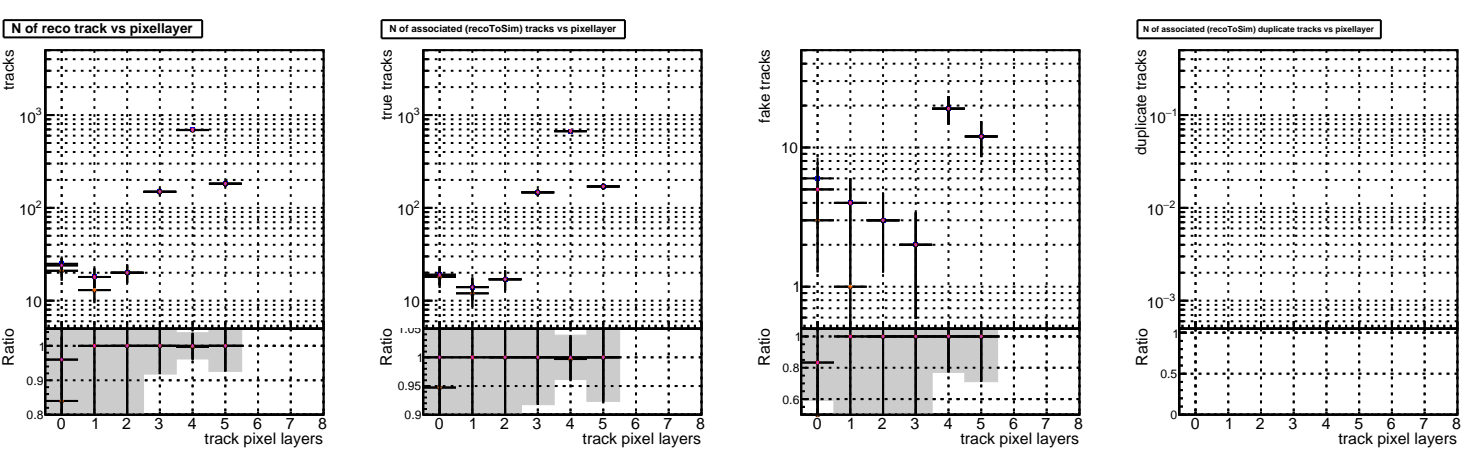 N of reco track vs pixellayer
tracks
10³
10²
10
Ratio
1
0.9
0.8
0 1 2 3 4 5 6 7 8
track pixel layers
N of associated (recoToSim) tracks vs pixellayer
true tracks
10³
10²
10
Ratio
1.05
1
0.95
0.9
0 1 2 3 4 5 6 7 8
track pixel layers
fake tracks
10
1
Ratio
1
0.8
0.6
0 1 2 3 4 5 6 7 8
track pixel layers
N of associated (recoToSim) duplicate tracks vs pixellayer
duplicate tracks
10⁻¹
10⁻²
10⁻³
Ratio
1
0.5
0
0 1 2 3 4 5 6 7 8
track pixel layers